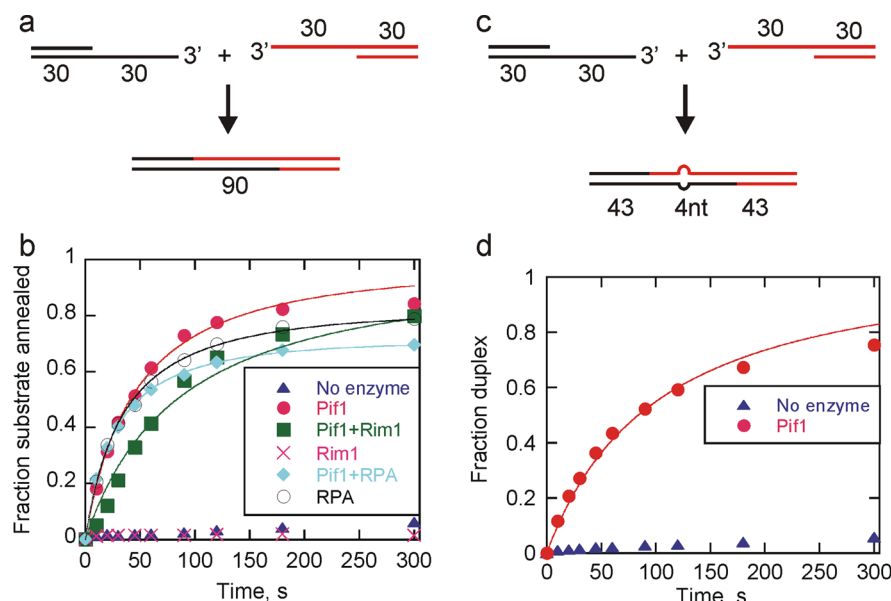 a
30
30
3’ + 3’
30
30
90
b
Fraction substrate annealed
1
0.8
0.6
0.4
0.2
0
0 50 100 150 200 250 300
Time, s
No enzyme
Pif1
Pif1+Rim1
Rim1
Pif1+RPA
RPA
c
30
30
3’ + 3’
30
30
43 4nt 43
d
Fraction duplex
1
0.8
0.6
0.4
0.2
0
0 50 100 150 200 250 300
Time, s
No enzyme
Pif1